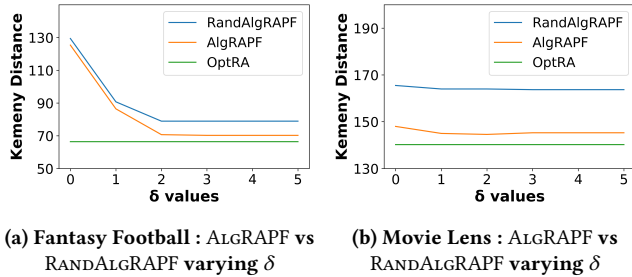 Kemeny Distance
130
110
90
70
50
0 1 2 3 4 5
δ values
RandAlgRAPF
AlgRAPF
OptRA
(a) Fantasy Football : ALGRAPF vs
RANDALGRAPF varying δ
Kemeny Distance
190
170
150
130
0 1 2 3 4 5
δ values
RandAlgRAPF
AlgRAPF
OptRA
(b) Movie Lens : ALGRAPF vs
RANDALGRAPF varying δ